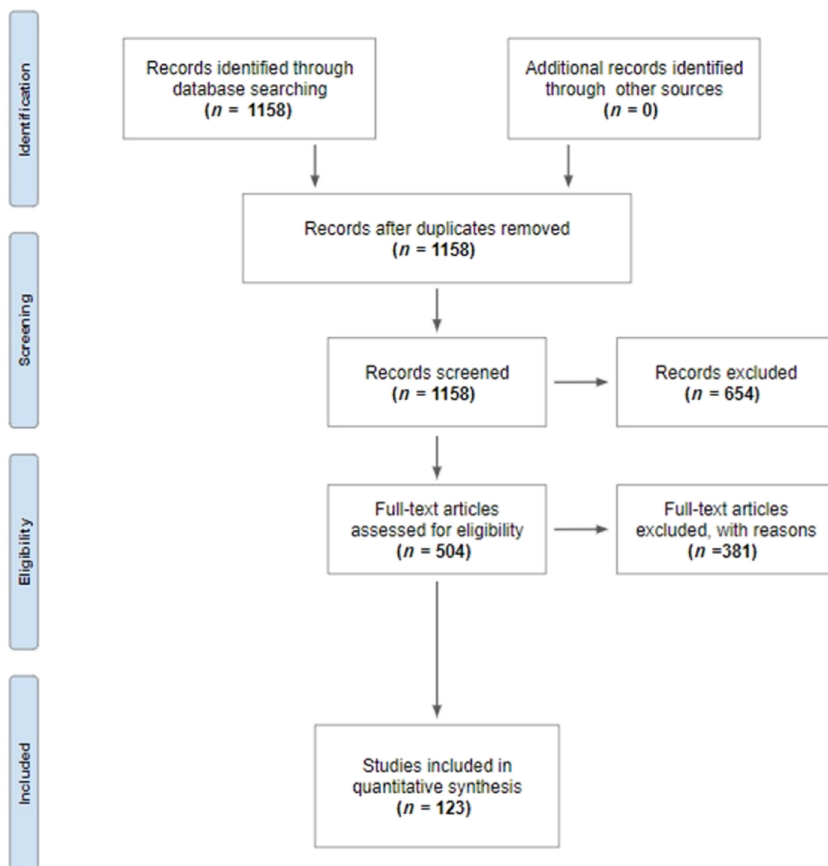 Identification
Records identified through
database searching
(n = 1158)
Additional records identified
through other sources
(n = 0)
Records after duplicates removed
(n = 1158)
Screening
Records screened
(n = 1158)
Records excluded
(n = 654)
Eligibility
Full-text articles
assessed for eligibility
(n = 504)
Full-text articles
excluded, with reasons
(n =381)
Included
Studies included in
quantitative synthesis
(n = 123)